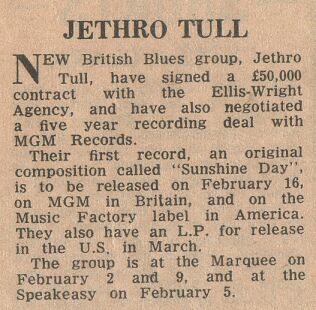 JETHRO TULL
NEW British Blues group, Jethro
Tull, have signed a £50,000
contract with the Ellis-Wright
Agency, and have also negotiated
a five year recording deal with
MGM Records.
Their first record, an original
composition called "Sunshine Day",
is to be released on February 16,
on MGM in Britain, and on the
Music Factory label in America.
They also have an L.P. for release
in the U.S. in March.
The group is at the Marquee on
February 2 and 9, and at the
Speakeasy on February 5.